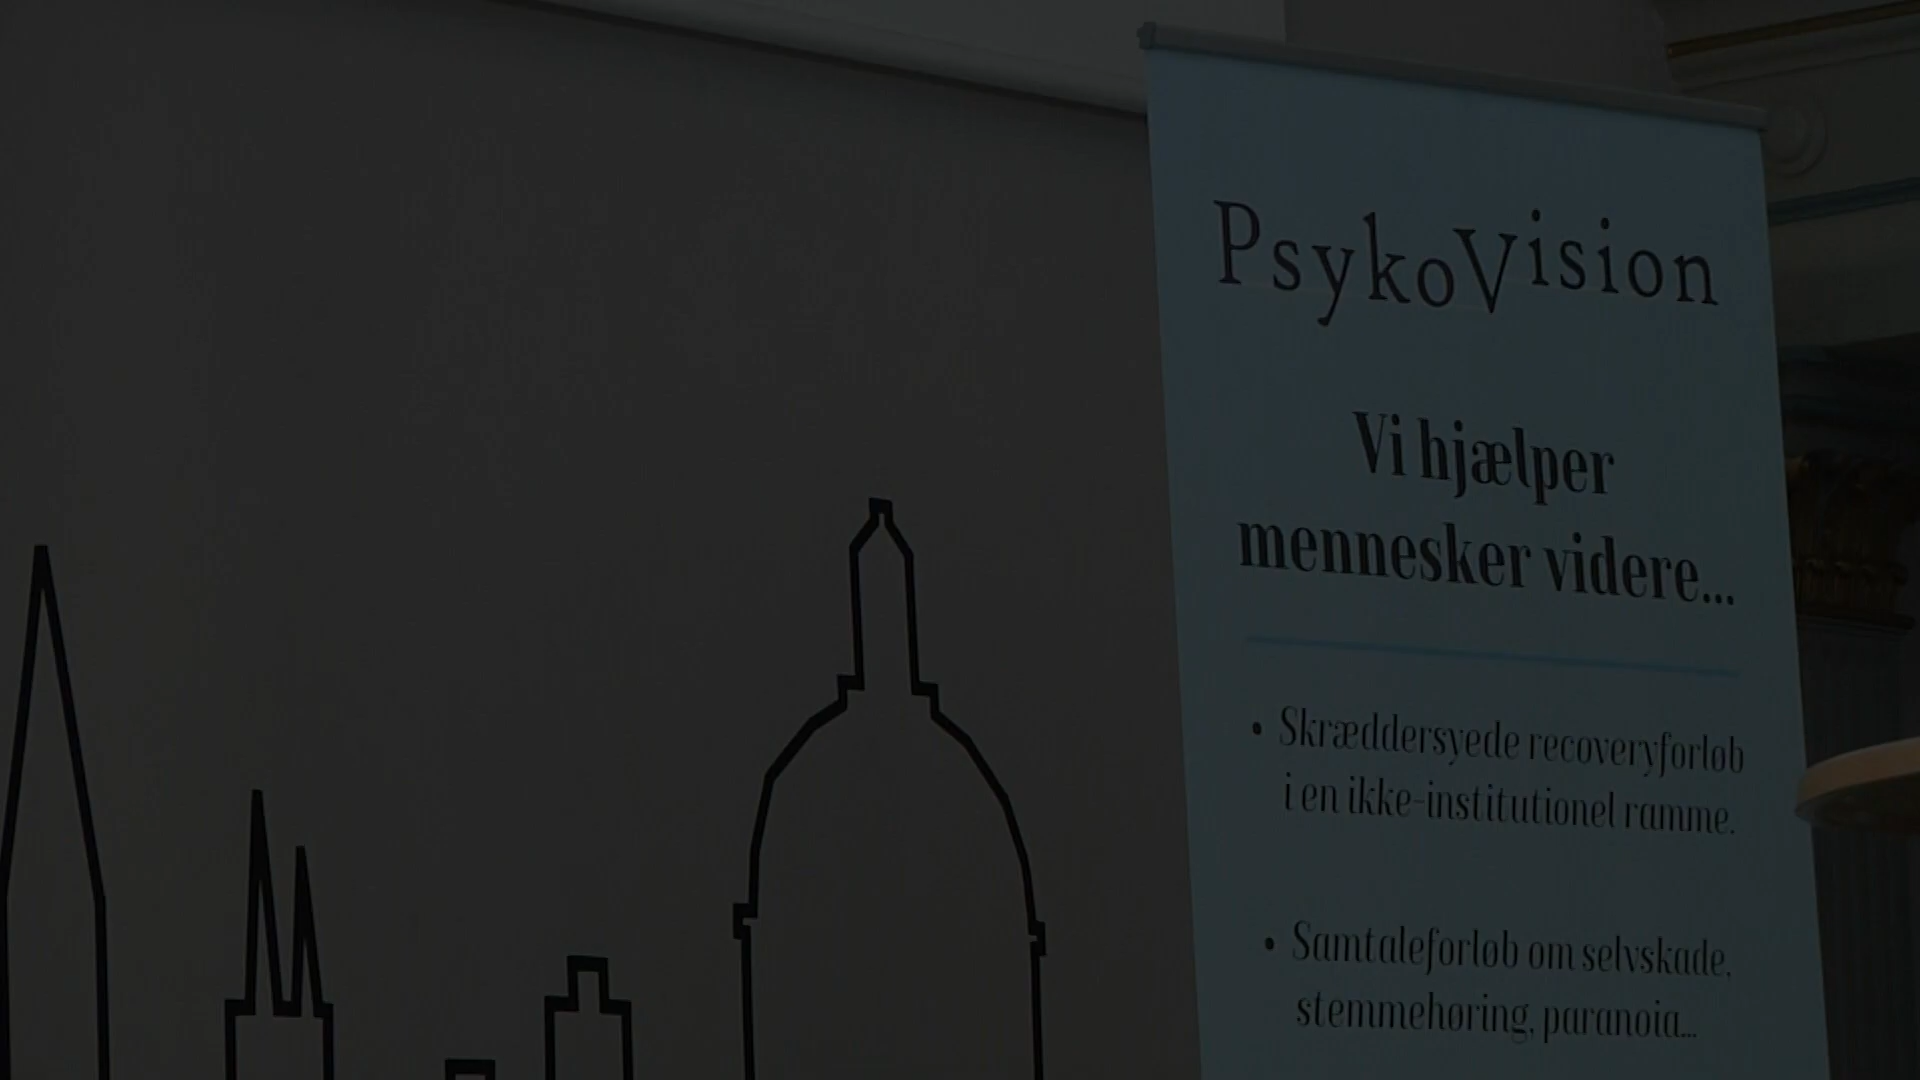 PsykoVision
Vi hjælper
mennesker videre...
• Skræddersyede recoveryforløb
i en ikke-institutionel ramme.
• Samtaleforløb om selvskade,
stemmehøring, paranoia...